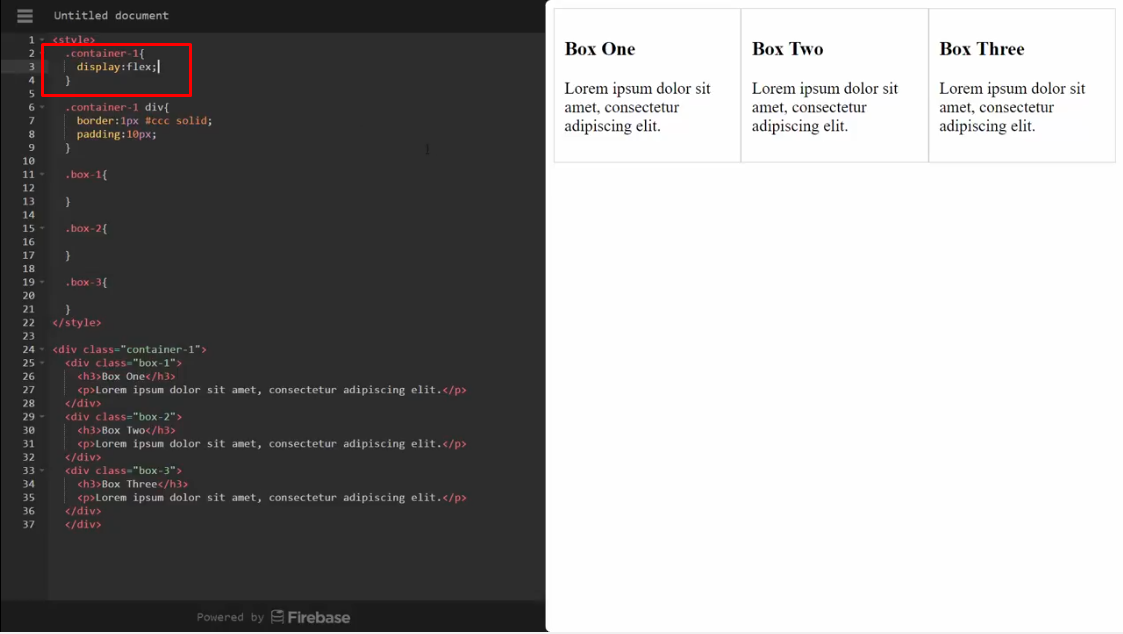 Untitled document
1 <style>
2 .container-1{
3 display:flex;
4 }
5
6 .container-1 div{
7 border:1px #ccc solid;
8 padding:10px;
9 }
10
11 .box-1{
12
13 }
14
15 .box-2{
16
17 }
18
19 .box-3{
20
21 }
22 </style>
23
24 <div class="container-1">
25 <div class="box-1">
26 <h3>Box One</h3>
27 <p>Lorem ipsum dolor sit amet, consectetur adipiscing elit.</p>
28 </div>
29 <div class="box-2">
30 <h3>Box Two</h3>
31 <p>Lorem ipsum dolor sit amet, consectetur adipiscing elit.</p>
32 </div>
33 <div class="box-3">
34 <h3>Box Three</h3>
35 <p>Lorem ipsum dolor sit amet, consectetur adipiscing elit.</p>
36 </div>
37 </div>
Powered by Firebase
Box One
Lorem ipsum dolor sit
amet, consectetur
adipiscing elit.
Box Two
Lorem ipsum dolor sit
amet, consectetur
adipiscing elit.
Box Three
Lorem ipsum dolor sit
amet, consectetur
adipiscing elit.